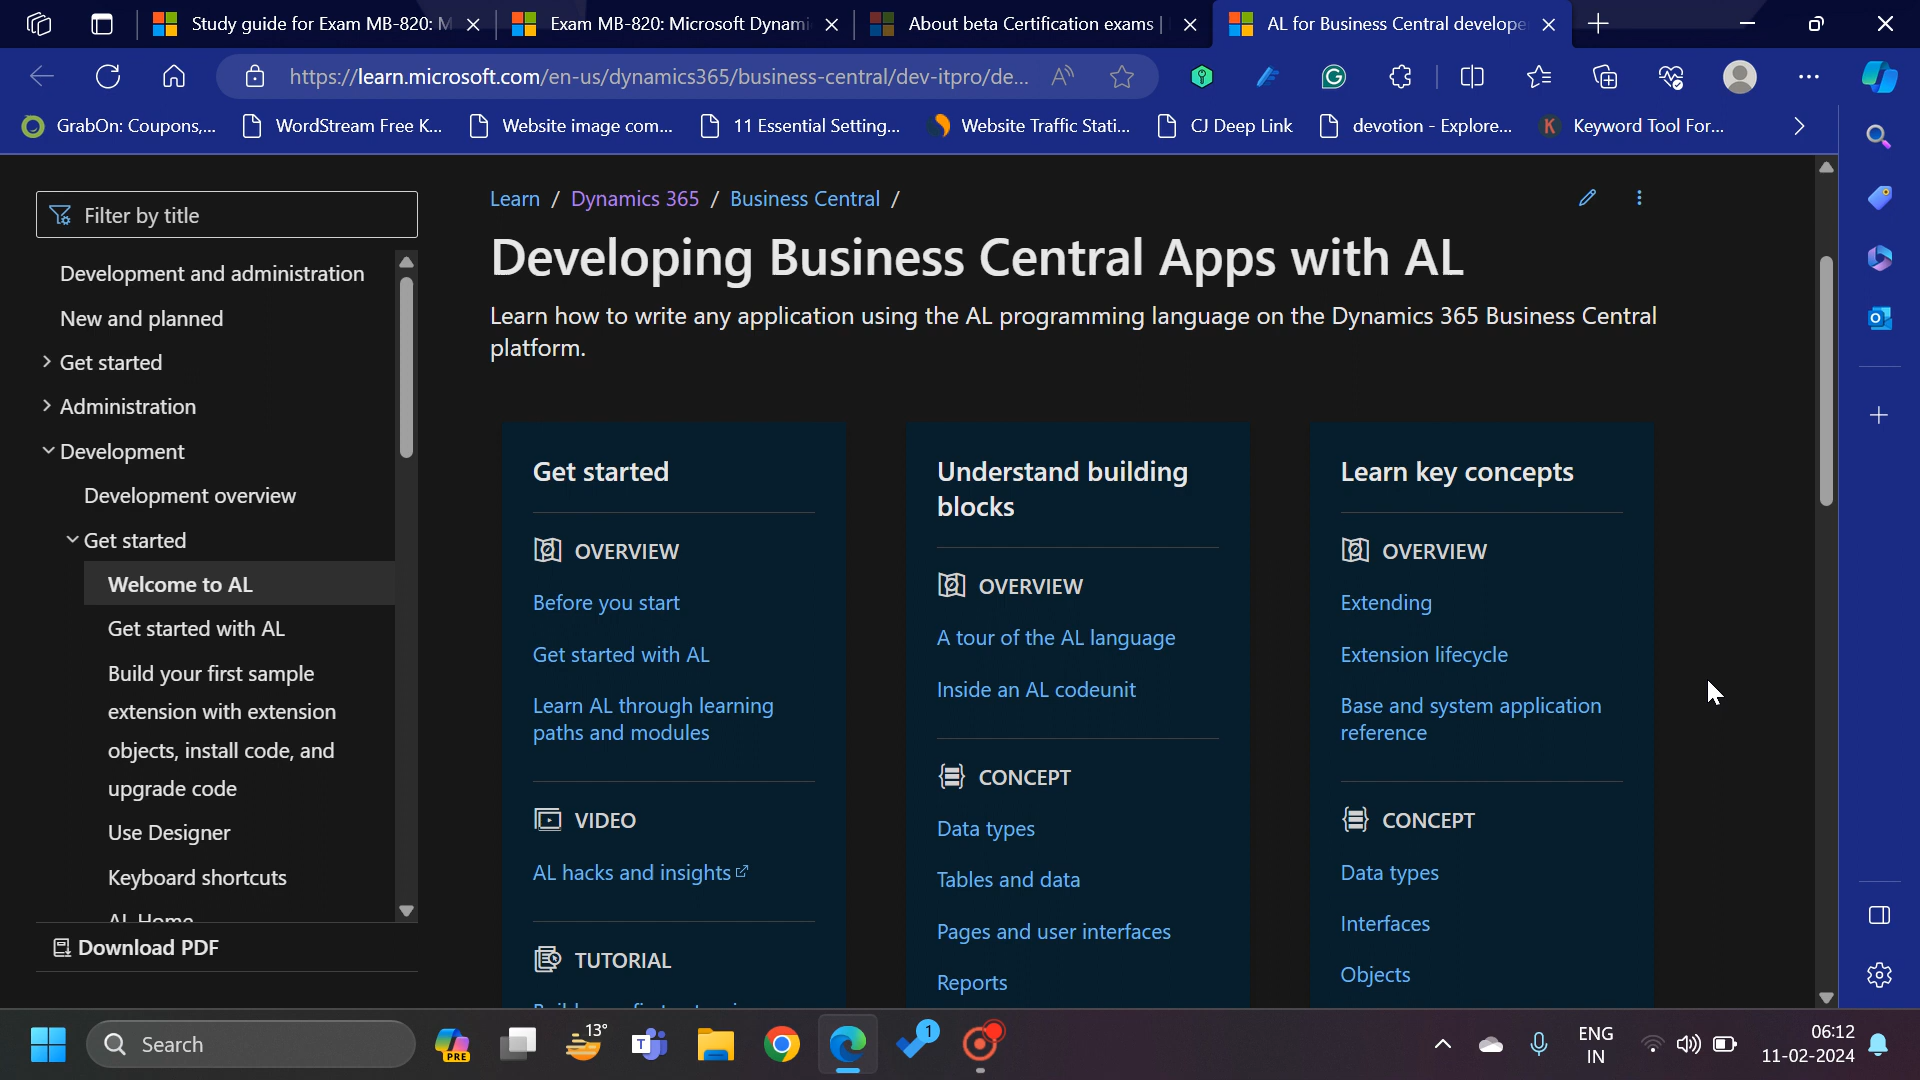 Study guide for Exam MB-820: M
Exam MB-820: Microsoft Dynami
About beta Certification exams |
AL for Business Central develope
https://learn.microsoft.com/en-us/dynamics365/business-central/dev-itpro/de...
GrabOn: Coupons,...
WordStream Free K...
Website image com...
11 Essential Setting...
Website Traffic Stati...
CJ Deep Link
devotion - Explore...
Keyword Tool For...
Filter by title
Development and administration
New and planned
Get started
Administration
Development
Development overview
Get started
Welcome to AL
Get started with AL
Build your first sample
extension with extension
objects, install code, and
upgrade code
Use Designer
Keyboard shortcuts
AL Home
Download PDF
Learn / Dynamics 365 / Business Central /
Developing Business Central Apps with AL
Learn how to write any application using the AL programming language on the Dynamics 365 Business Central
platform.
Get started
OVERVIEW
Before you start
Get started with AL
Learn AL through learning
paths and modules
VIDEO
AL hacks and insights
TUTORIAL
Understand building
blocks
OVERVIEW
A tour of the AL language
Inside an AL codeunit
CONCEPT
Data types
Tables and data
Pages and user interfaces
Reports
Learn key concepts
OVERVIEW
Extending
Extension lifecycle
Base and system application
reference
CONCEPT
Data types
Interfaces
Objects
Search
PRE
13°
1
ENG
IN
06:12
11-02-2024